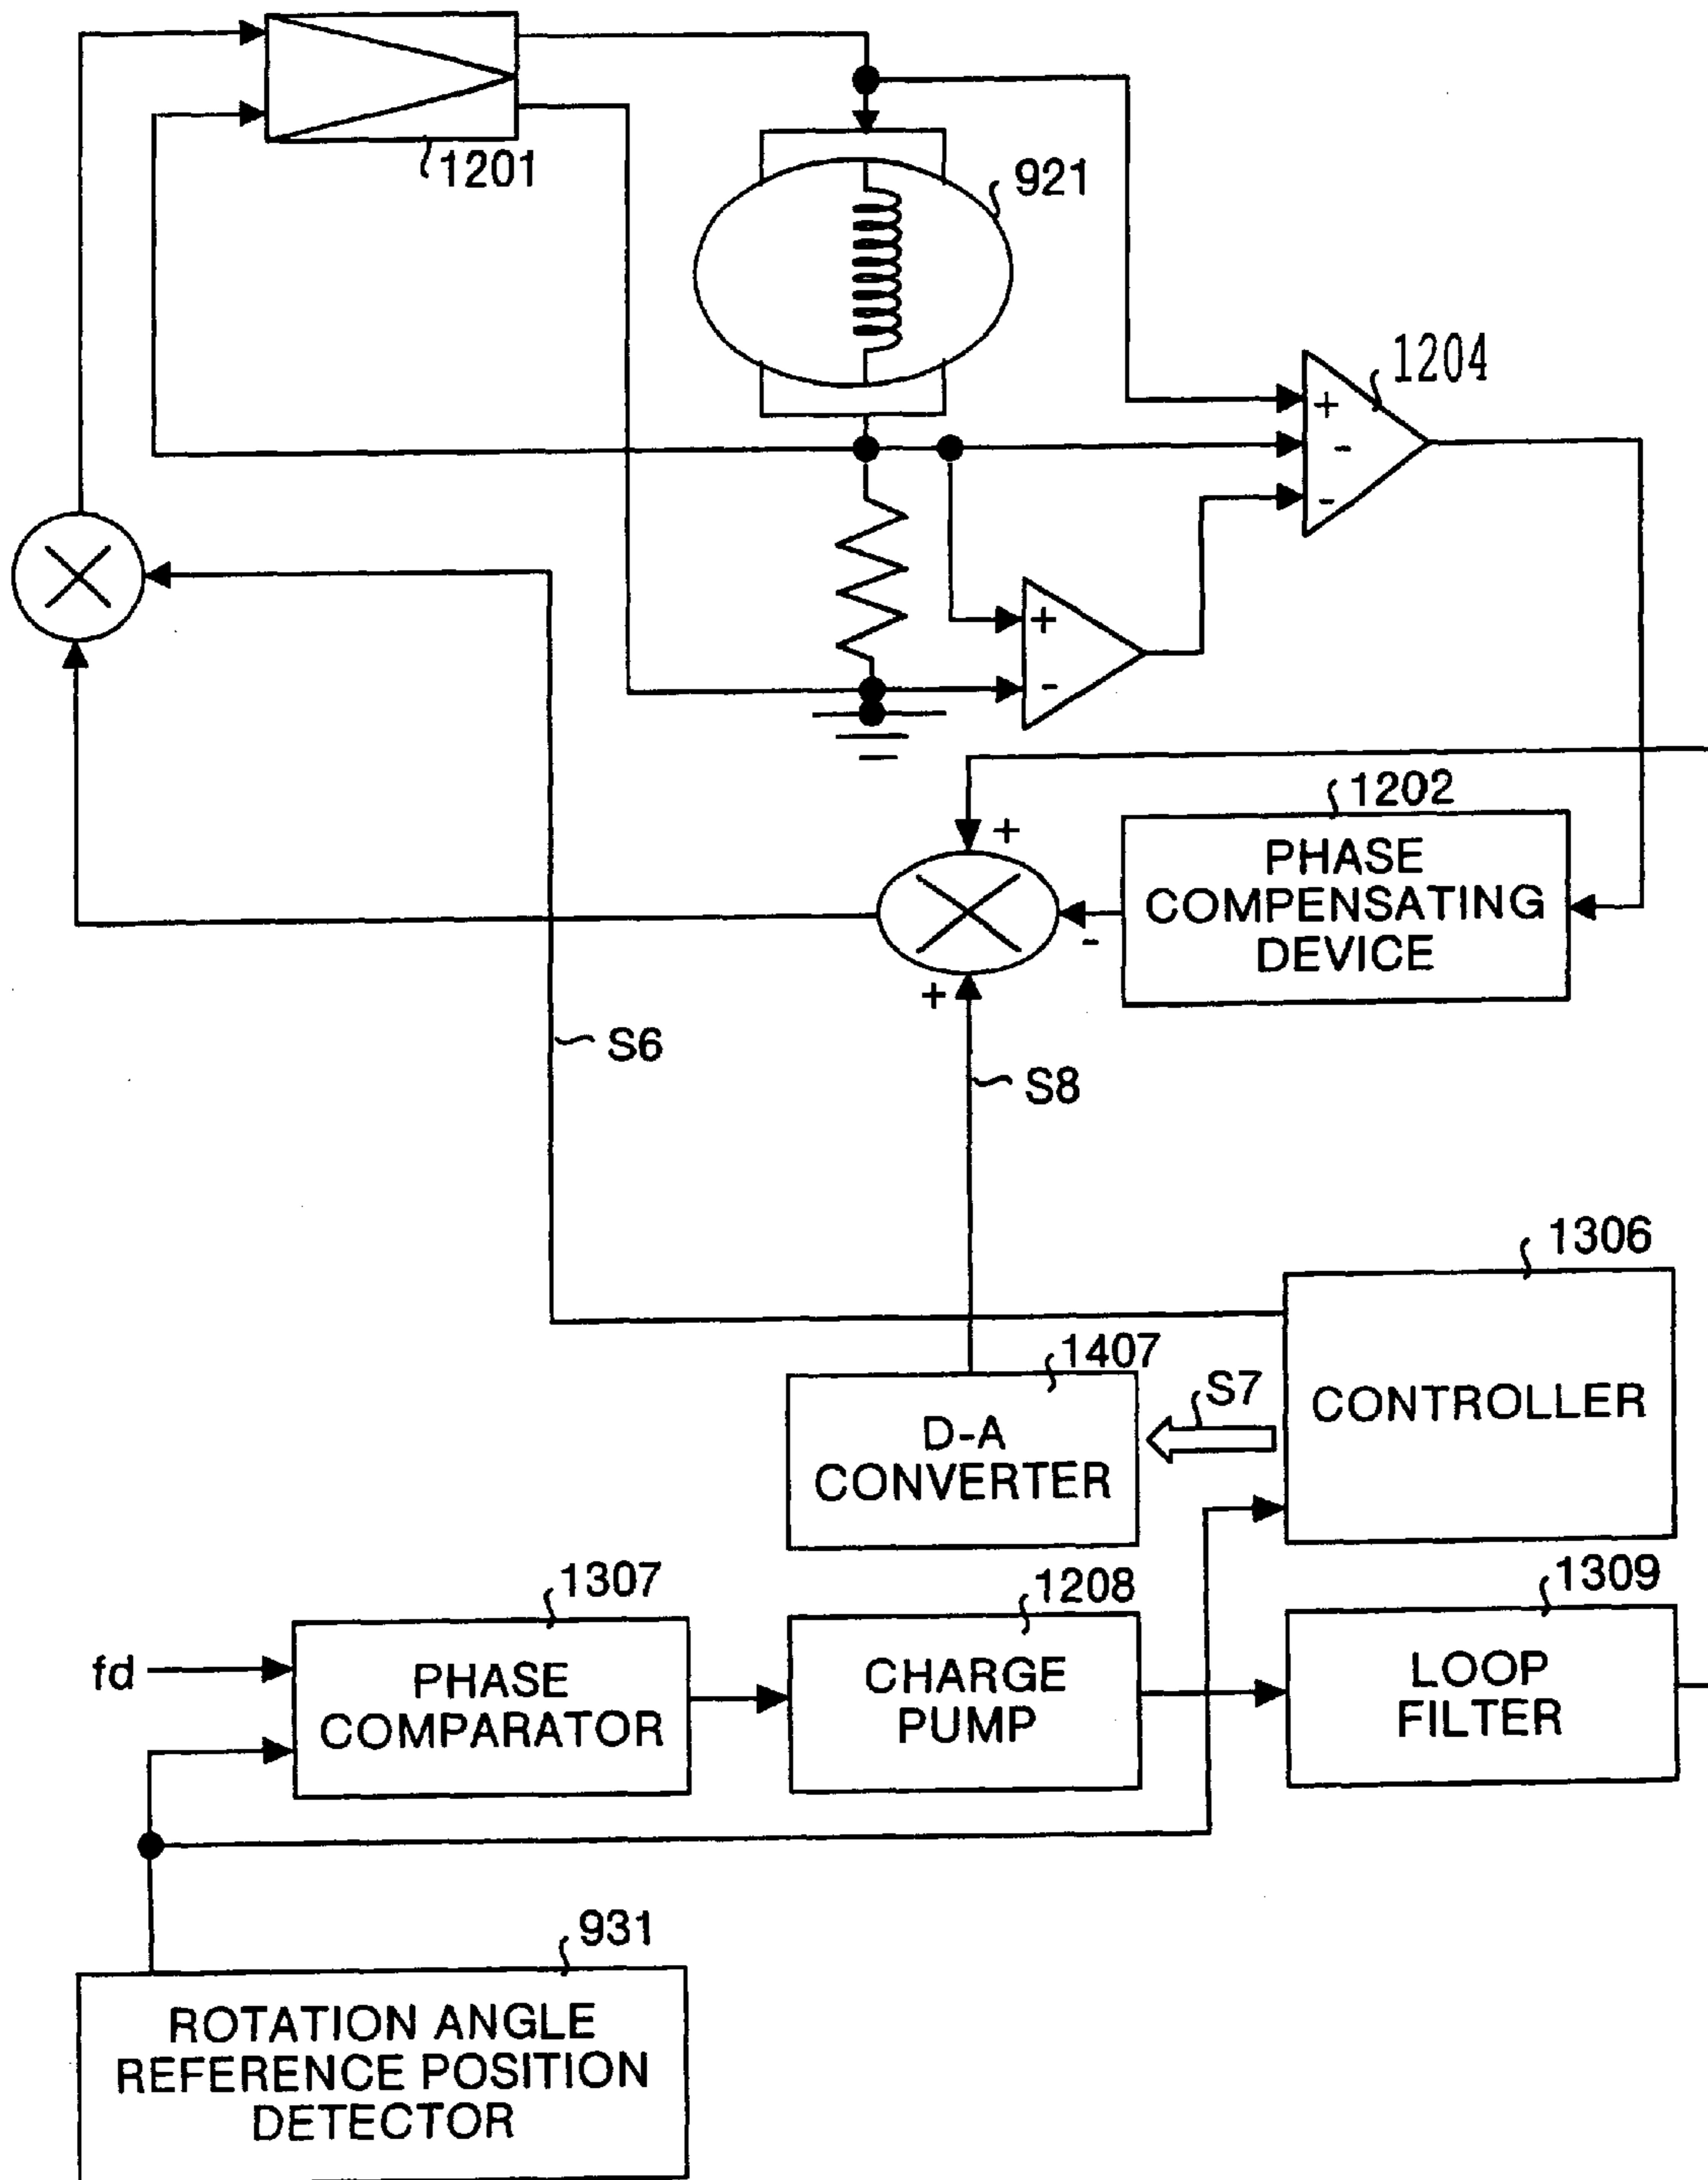 1201
921
1204
+
-
-
+
-
1202
+
PHASE
COMPENSATING
DEVICE
-
+
S6
S8
1306
1407
S7
CONTROLLER
D-A
CONVERTER
1307
1208
1309
fd
PHASE
COMPARATOR
CHARGE
PUMP
LOOP
FILTER
931
ROTATION ANGLE
REFERENCE POSITION
DETECTOR